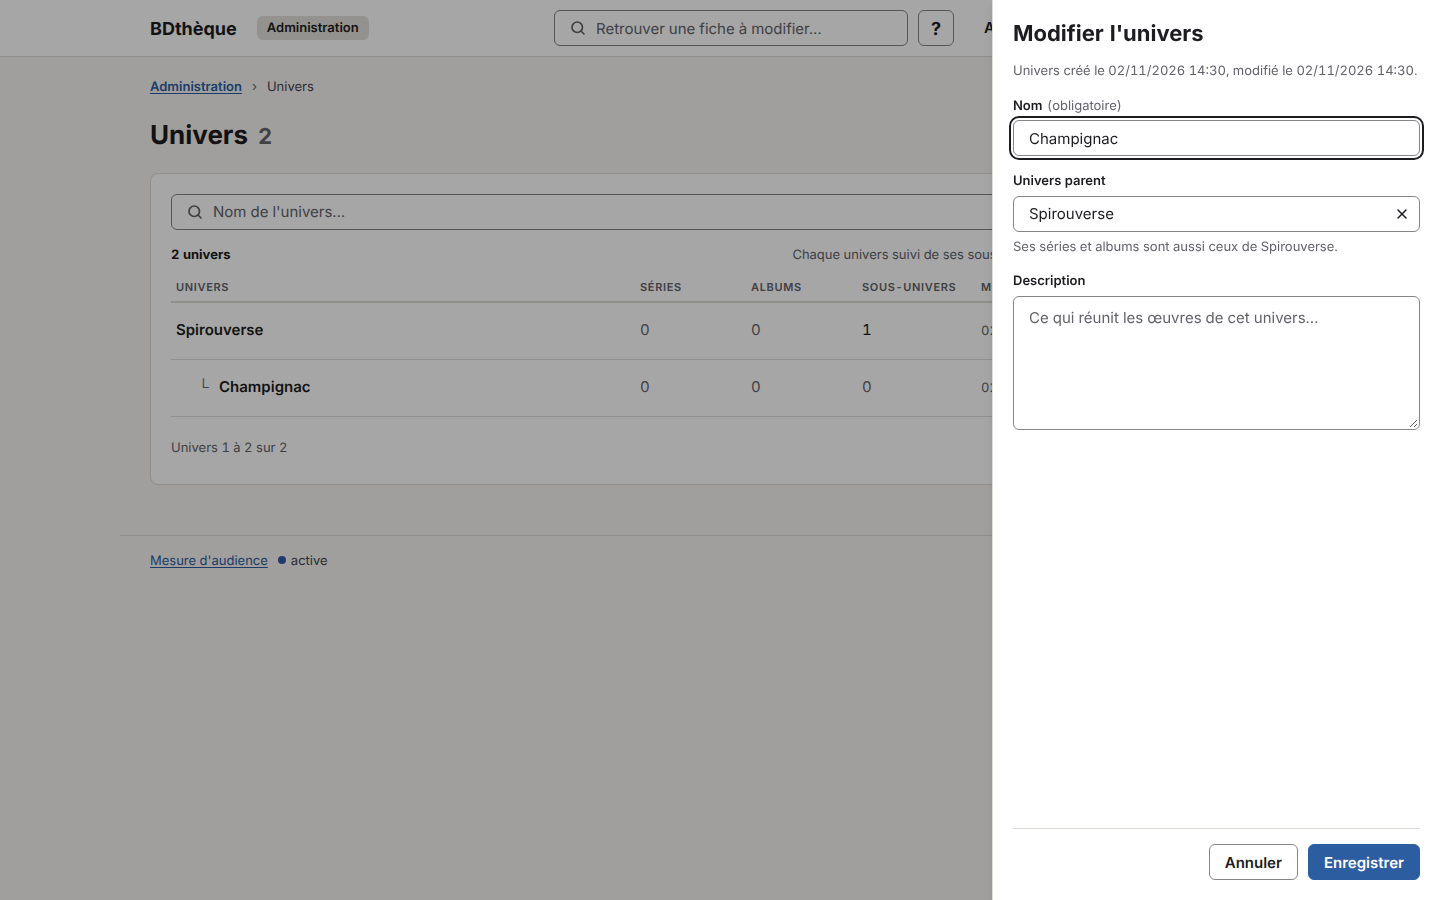 BDthèque Administration Retrouver une fiche à modifier... ?
Administration › Univers
Univers 2
Nom de l'univers...
2 univers Chaque univers suivi de ses
UNIVERS SÉRIES ALBUMS SOUS-UNIVERS
Spirouverse 0 0 1
└ Champignac 0 0 0
Univers 1 à 2 sur 2
Mesure d'audience active
Modifier l'univers
Univers créé le 02/11/2026 14:30, modifié le 02/11/2026 14:30.
Nom (obligatoire)
Champignac
Univers parent
Spirouverse
Ses séries et albums sont aussi ceux de Spirouverse.
Description
Ce qui réunit les œuvres de cet univers...
Annuler Enregistrer